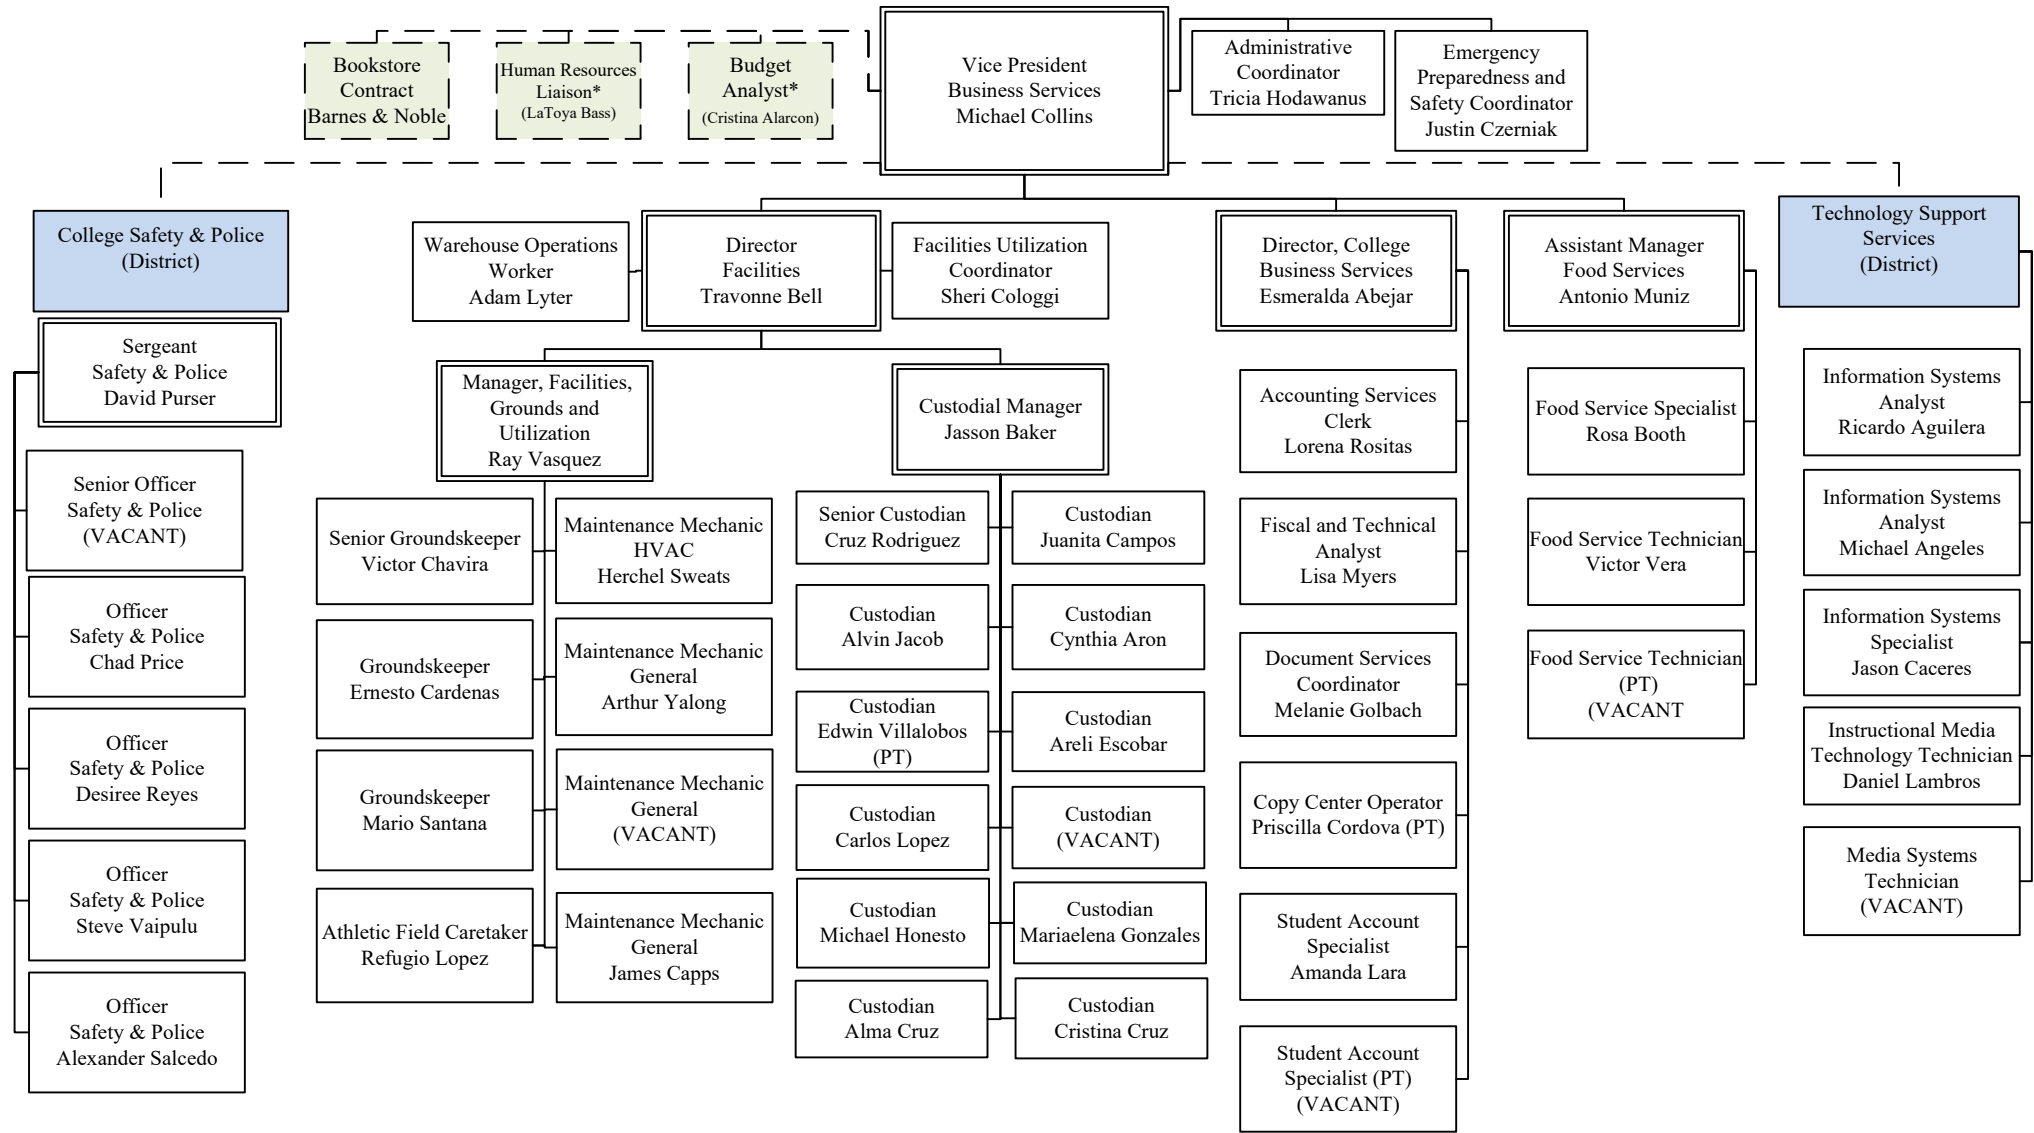 Bookstore
Contract
Barnes & Noble
Human Resources
Liaison*
(LaToya Bass)
Budget
Analyst*
(Cristina Alarcon)
Vice President
Business Services
Michael Collins
Administrative
Coordinator
Tricia Hodawanus
Emergency
Preparedness and
Safety Coordinator
Justin Czerniak
College Safety & Police
(District)
Warehouse Operations
Worker
Adam Lyter
Director
Facilities
Travonne Bell
Facilities Utilization
Coordinator
Sheri Cologgi
Director, College
Business Services
Esmeralda Abejar
Assistant Manager
Food Services
Antonio Muniz
Technology Support
Services
(District)
Sergeant
Safety & Police
David Purser
Senior Officer
Safety & Police
(VACANT)
Officer
Safety & Police
Chad Price
Officer
Safety & Police
Desiree Reyes
Officer
Safety & Police
Steve Vaipulu
Officer
Safety & Police
Alexander Salcedo
Manager, Facilities,
Grounds and
Utilization
Ray Vasquez
Senior Groundskeeper
Victor Chavira
Maintenance Mechanic
HVAC
Herchel Sweats
Groundskeeper
Ernesto Cardenas
Maintenance Mechanic
General
Arthur Yalong
Groundskeeper
Mario Santana
Maintenance Mechanic
General
(VACANT)
Athletic Field Caretaker
Refugio Lopez
Maintenance Mechanic
General
James Capps
Custodial Manager
Jasson Baker
Senior Custodian
Cruz Rodriguez
Custodian
Juanita Campos
Custodian
Alvin Jacob
Custodian
Cynthia Aron
Custodian
Edwin Villalobos
(PT)
Custodian
Areli Escobar
Custodian
Carlos Lopez
Custodian
(VACANT)
Custodian
Michael Honesto
Custodian
Mariaelena Gonzales
Custodian
Alma Cruz
Custodian
Cristina Cruz
Accounting Services
Clerk
Lorena Rositas
Fiscal and Technical
Analyst
Lisa Myers
Document Services
Coordinator
Melanie Golbach
Copy Center Operator
Priscilla Cordova (PT)
Student Account
Specialist
Amanda Lara
Student Account
Specialist (PT)
(VACANT)
Food Service Specialist
Rosa Booth
Food Service Technician
Victor Vera
Food Service Technician
(PT)
(VACANT
Information Systems
Analyst
Ricardo Aguilera
Information Systems
Analyst
Michael Angeles
Information Systems
Specialist
Jason Caceres
Instructional Media
Technology Technician
Daniel Lambros
Media Systems
Technician
(VACANT)